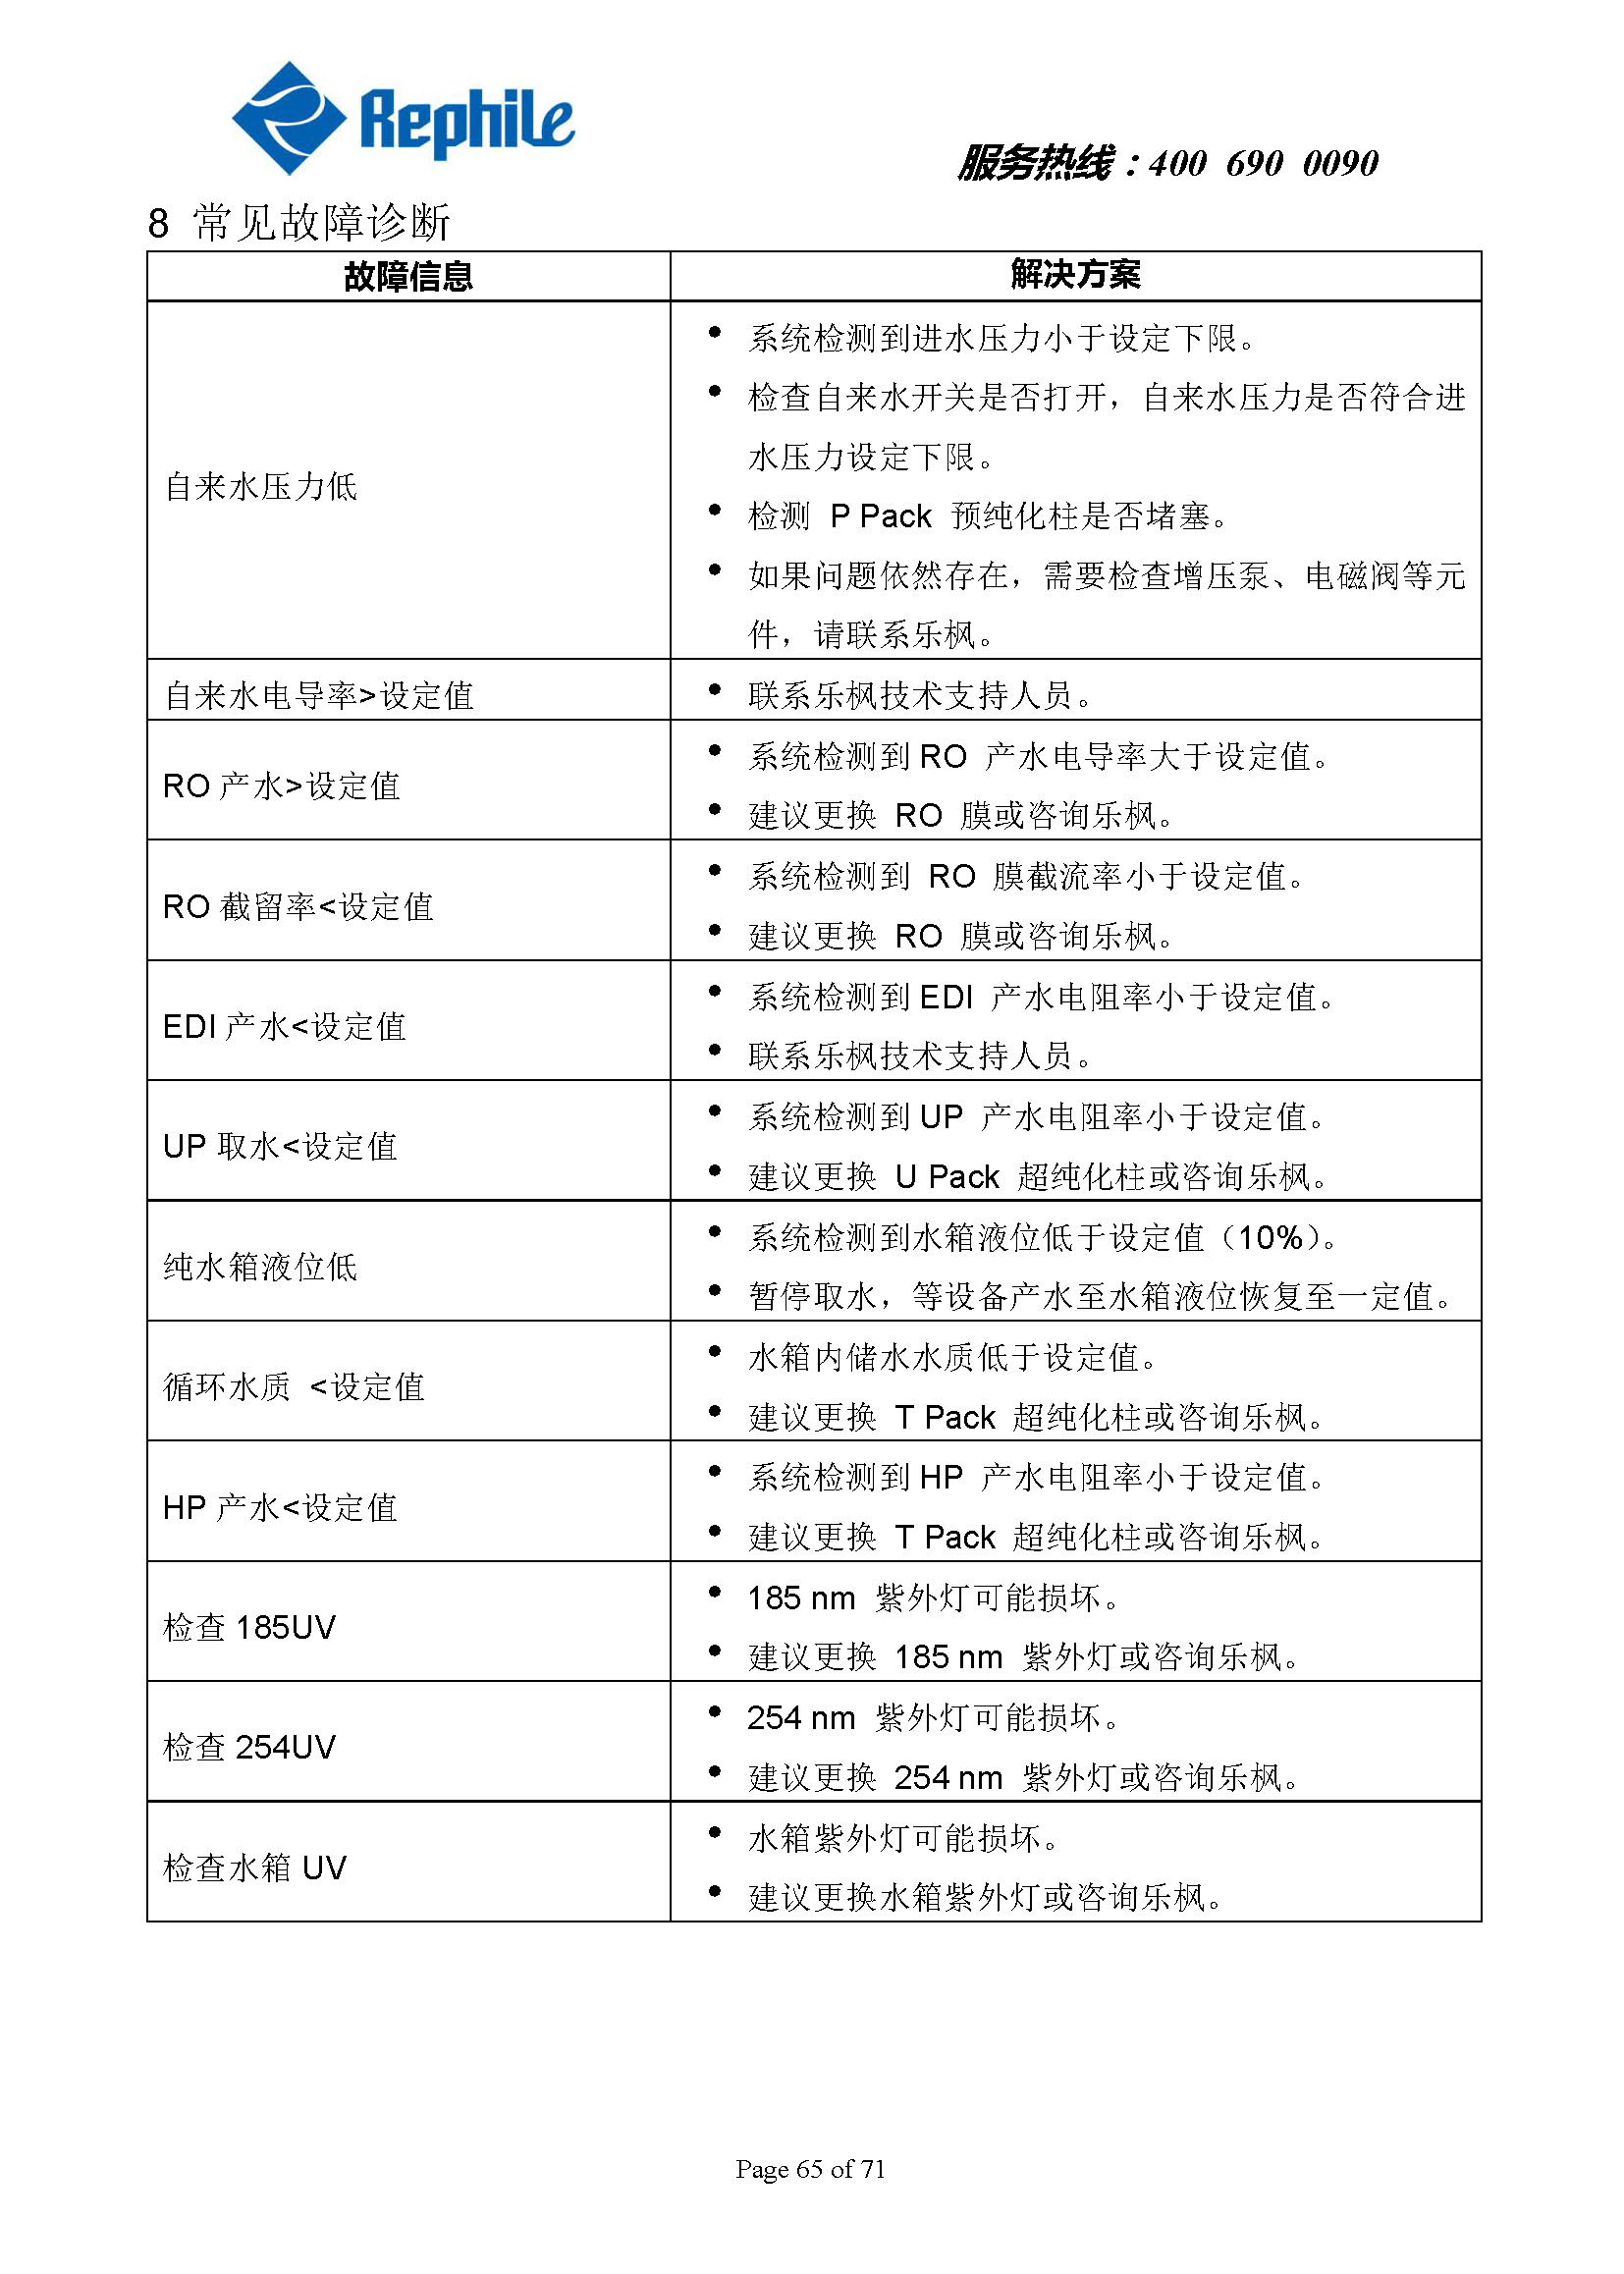 Rephile
服务热线：400 690 0090
8 常见故障诊断
故障信息
解决方案
自来水压力低
• 系统检测到进水压力小于设定下限。
• 检查自来水开关是否打开，自来水压力是否符合进
水压力设定下限。
• 检测 P Pack 预纯化柱是否堵塞。
• 如果问题依然存在，需要检查增压泵、电磁阀等元
件，请联系乐枫。
自来水电导率>设定值
• 联系乐枫技术支持人员。
RO 产水>设定值
• 系统检测到 RO 产水电导率大于设定值。
• 建议更换 RO 膜或咨询乐枫。
RO 截留率<设定值
• 系统检测到 RO 膜截流率小于设定值。
• 建议更换 RO 膜或咨询乐枫。
EDI 产水<设定值
• 系统检测到 EDI 产水电阻率小于设定值。
• 联系乐枫技术支持人员。
UP 取水<设定值
• 系统检测到 UP 产水电阻率小于设定值。
• 建议更换 U Pack 超纯化柱或咨询乐枫。
纯水箱液位低
• 系统检测到水箱液位低于设定值（10%）。
• 暂停取水，等设备产水至水箱液位恢复至一定值。
循环水质 <设定值
• 水箱内储水水质低于设定值。
• 建议更换 T Pack 超纯化柱或咨询乐枫。
HP 产水<设定值
• 系统检测到 HP 产水电阻率小于设定值。
• 建议更换 T Pack 超纯化柱或咨询乐枫。
检查 185UV
• 185 nm 紫外灯可能损坏。
• 建议更换 185 nm 紫外灯或咨询乐枫。
检查 254UV
• 254 nm 紫外灯可能损坏。
• 建议更换 254 nm 紫外灯或咨询乐枫。
检查水箱 UV
• 水箱紫外灯可能损坏。
• 建议更换水箱紫外灯或咨询乐枫。
Page 65 of 71